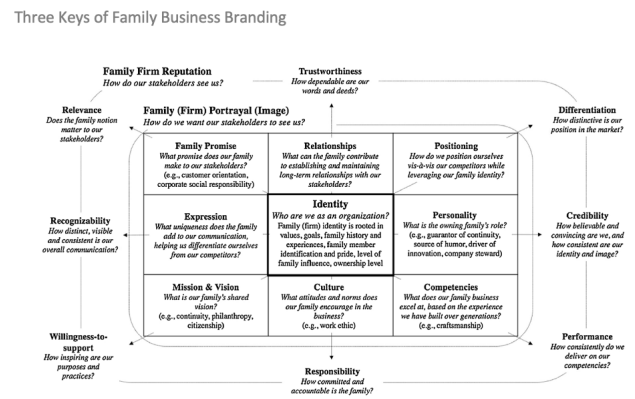 Three Keys of Family Business Branding
Family Firm Reputation
How do our stakeholders see us?
Trustworthiness
How dependable are our
words and deeds?
Relevance
Does the family notion
matter to our
stakeholders?
Family (Firm) Portrayal (Image)
How do we want our stakeholders to see us?
Differentiation
How distinctive is our
position in the market?
Family Promise
What promise does our family
make to our stakeholders?
(e.g., customer orientation,
corporate social responsibility)
Relationships
What can the family contribute
to establishing and maintaining
long-term relationships with our
stakeholders?
Positioning
How do we position ourselves
vis-à-vis our competitors while
leveraging our family identity?
Recognizability
How distinct, visible
and consistent is our
overall communication?
Expression
What uniqueness does the family
add to our communication,
helping us differentiate ourselves
from our competitors?
Identity
Who are we as an organization?
Family (firm) identity is rooted in
values, goals, family history and
experiences, family member
identification and pride, level of
family influence, ownership level
Personality
What is the owning family's role?
(e.g., guarantor of continuity,
source of humor, driver of
innovation, company steward)
Credibility
How believable and
convincing are we, and
how consistent are our
identity and image?
Mission & Vision
What is our family's shared
vision?
(e.g., continuity, philanthropy,
citizenship)
Culture
What attitudes and norms does
our family encourage in the
business?
(e.g., work ethic)
Competencies
What does our family business
excel at, based on the experience
we have built over generations?
(e.g., craftsmanship)
Willingness-to-
support
How inspiring are our
purposes and
practices?
Performance
How consistently do we
deliver on our
competencies?
Responsibility
How committed and
accountable is the family?